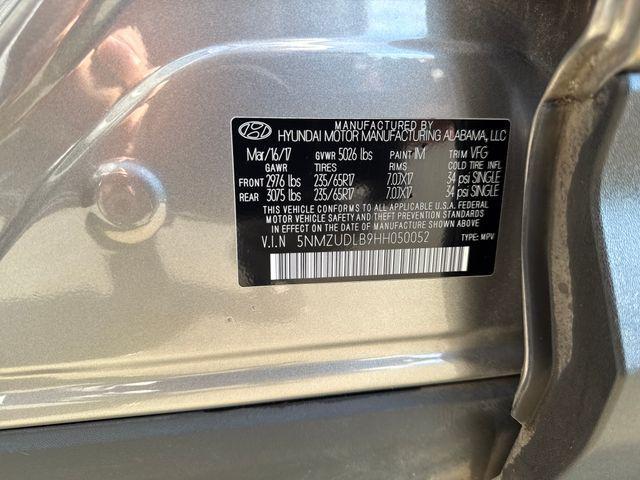 MANUFACTURED BY
HYUNDAI MOTOR MANUFACTURING ALABAMA, LLC
Mar/16/17 GVWR 5026 lbs PAINT 1M TRIM VFG
GAWR TIRES RIMS COLD TIRE INFL
FRONT 2976 lbs 235/65R17 7.0JX17 34 psi SINGLE
REAR 3075 lbs 235/65R17 7.0JX17 34 psi SINGLE
THIS VEHICLE CONFORMS TO ALL APPLICABLE U.S.A. FEDERAL
MOTOR VEHICLE SAFETY AND THEFT PREVENTION STANDARDS
IN EFFECT ON THE DATE OF MANUFACTURE SHOWN ABOVE
V.I.N 5NMZUDLB9HH050052 TYPE: MPV